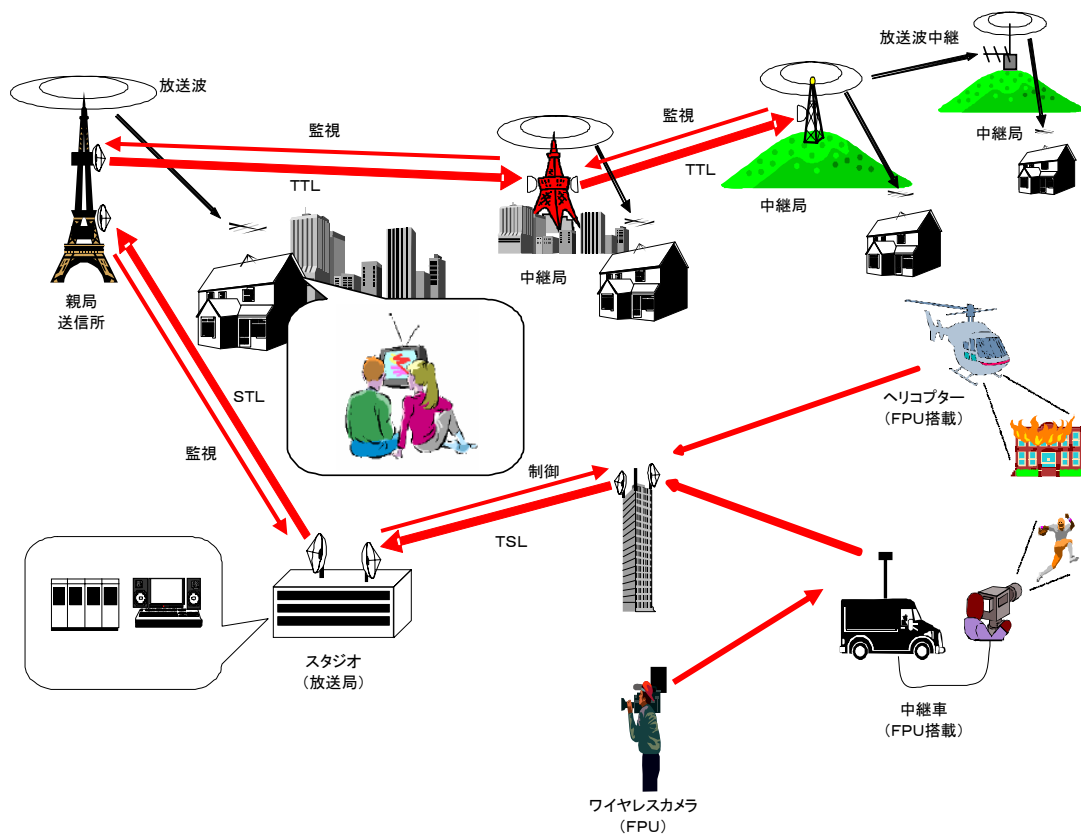 放送波中継
放送波
監視
監視
中継局
TTL
TTL
中継局
中継局
親局
送信所
STL
ヘリコプター
（FPU搭載）
監視
制御
TSL
スタジオ
（放送局）
中継車
（FPU搭載）
ワイヤレスカメラ
（FPU）